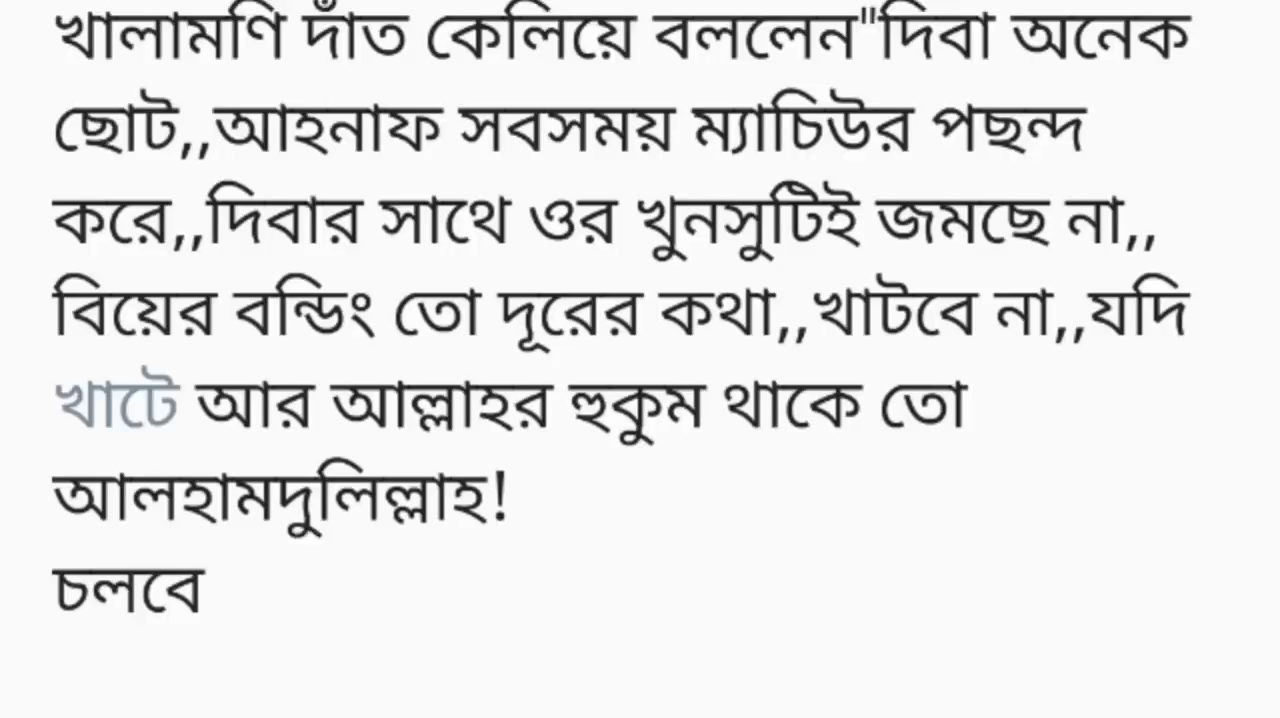 খালামণি দাঁত কেলিয়ে বললেন"দিবা অনেক
ছোট,,আহনাফ সবসময় ম্যাচিউর পছন্দ
করে,,দিবার সাথে ওর খুনসুটিই জমছে না,,
বিয়ের বন্ডিং তো দূরের কথা,,খাটবে না,,যদি
খাটে আর আল্লাহর হুকুম থাকে তো
আলহামদুলিল্লাহ!
চলবে